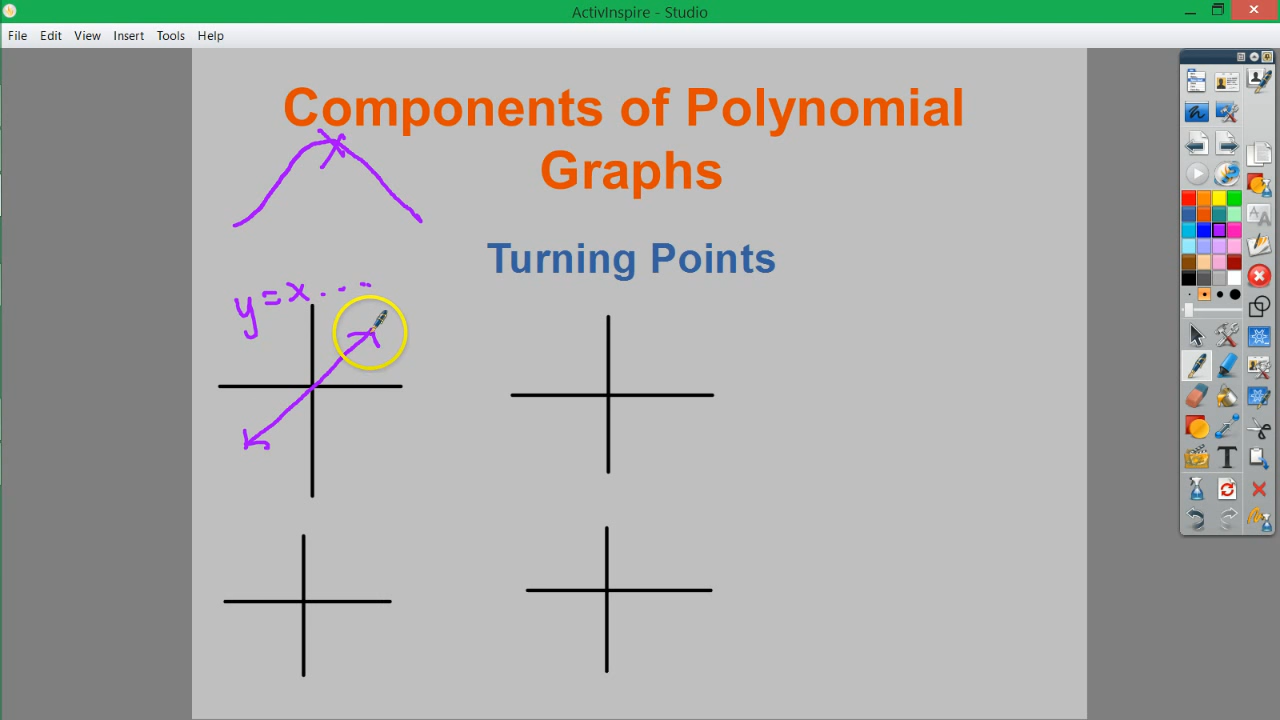 ActivInspire - Studio
File Edit View Insert Tools Help
Components of Polynomial
Graphs
Turning Points
y=x...